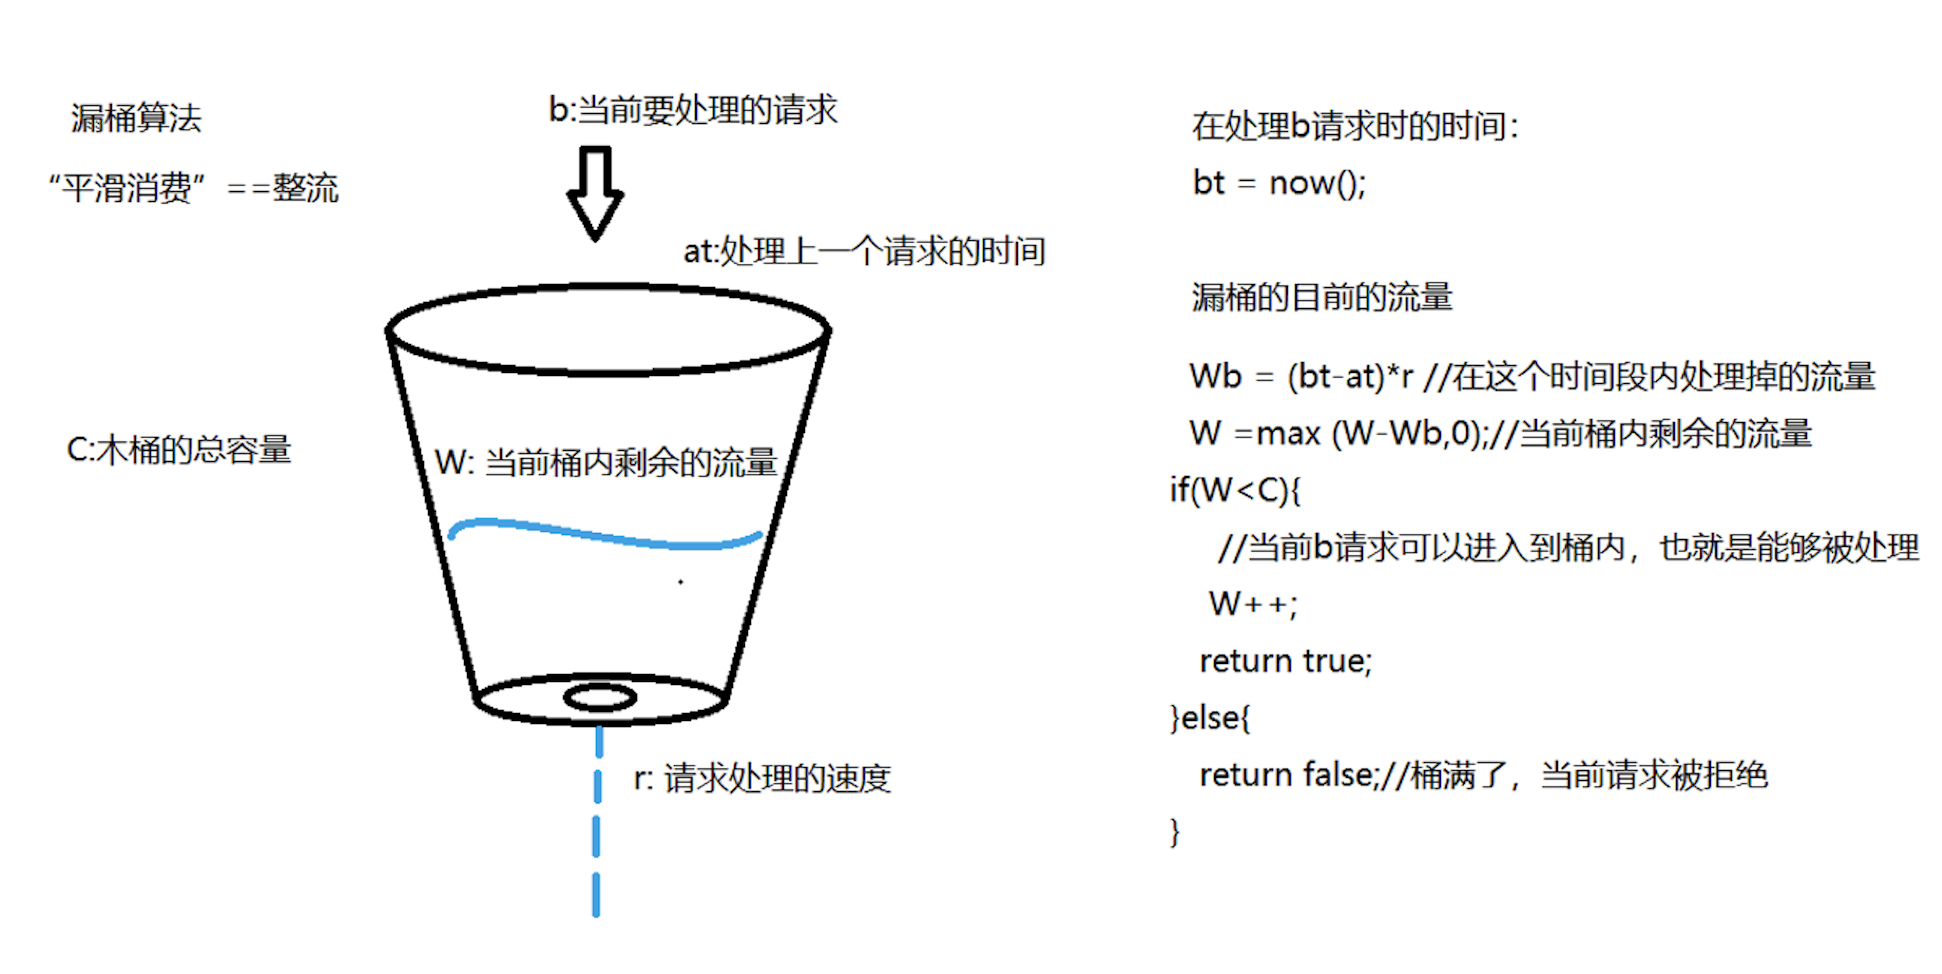 漏桶算法
“平滑消费” ==整流
b:当前要处理的请求
at:处理上一个请求的时间
C:木桶的总容量
W: 当前桶内剩余的流量
r: 请求处理的速度
在处理b请求时的时间：
bt = now();
漏桶的目前的流量
Wb = (bt-at)*r //在这个时间段内处理掉的流量
W =max (W-Wb,0);//当前桶内剩余的流量
if(W<C){
//当前b请求可以进入到桶内，也就是能够被处理
W++;
return true;
}else{
return false;//桶满了，当前请求被拒绝
}